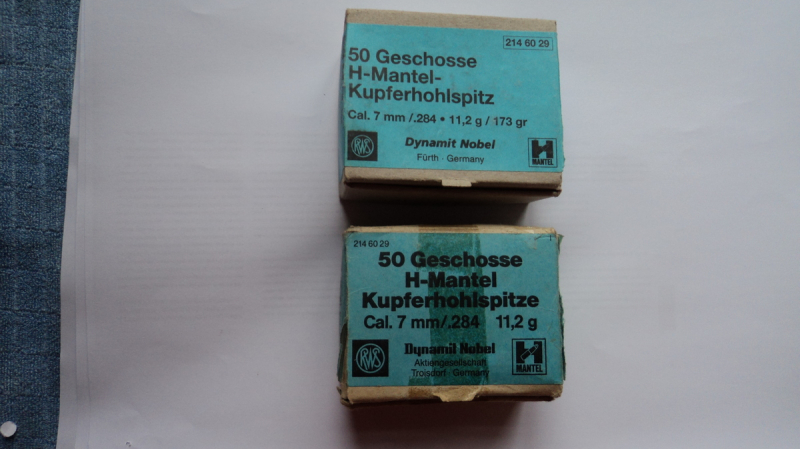 214 60 29
50 Geschosse
H-Mantel-
Kupferhohlspitz
Cal. 7 mm/.284 • 11,2 g / 173 gr
RWS
Dynamit Nobel
Fürth · Germany
H
MANTEL
214 60 29
50 Geschosse
H-Mantel
Kupferhohlspitze
Cal. 7 mm/.284 11,2 g
RWS
Dynamit Nobel
Aktiengesellschaft
Troisdorf · Germany
H
MANTEL